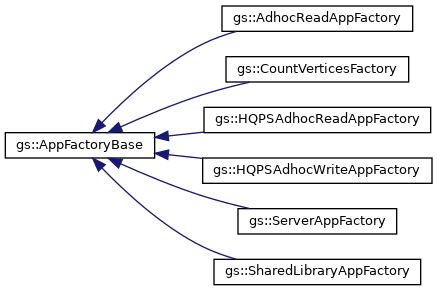 gs::AdhocReadAppFactory
gs::CountVerticesFactory
gs::HQPSAdhocReadAppFactory
gs::AppFactoryBase
gs::HQPSAdhocWriteAppFactory
gs::ServerAppFactory
gs::SharedLibraryAppFactory